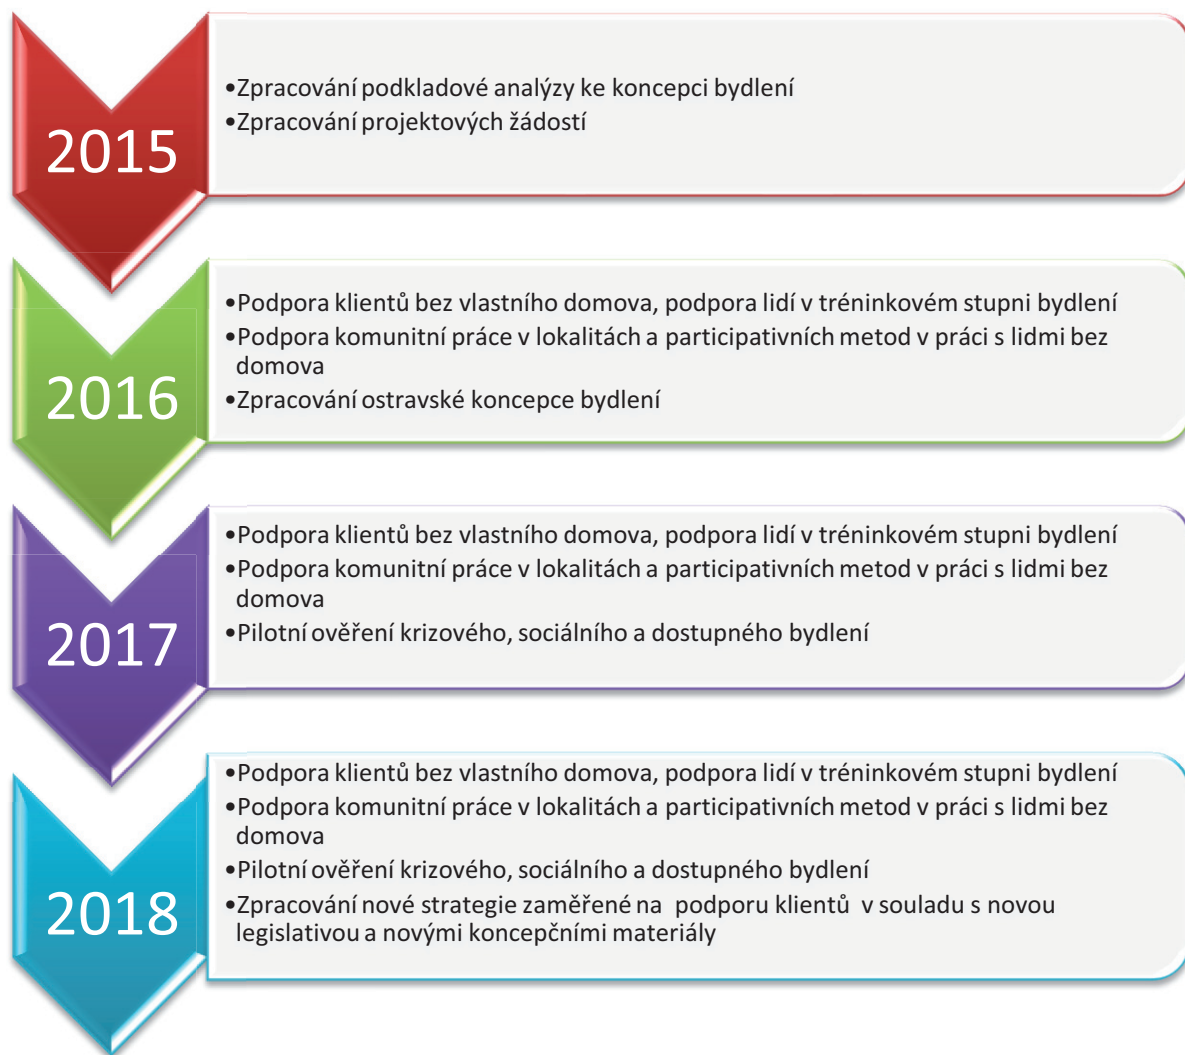 2015
•Zpracování podkladové analýzy ke koncepci bydlení
•Zpracování projektových žádostí
2016
•Podpora klientů bez vlastního domova, podpora lidí v tréninkovém stupni bydlení
•Podpora komunitní práce v lokalitách a participativních metod v práci s lidmi bez
domova
•Zpracování ostravské koncepce bydlení
2017
•Podpora klientů bez vlastního domova, podpora lidí v tréninkovém stupni bydlení
•Podpora komunitní práce v lokalitách a participativních metod v práci s lidmi bez
domova
•Pilotní ověření krizového, sociálního a dostupného bydlení
2018
•Podpora klientů bez vlastního domova, podpora lidí v tréninkovém stupni bydlení
•Podpora komunitní práce v lokalitách a participativních metod v práci s lidmi bez
domova
•Pilotní ověření krizového, sociálního a dostupného bydlení
•Zpracování nové strategie zaměřené na podporu klientů v souladu s novou
legislativou a novými koncepčními materiály